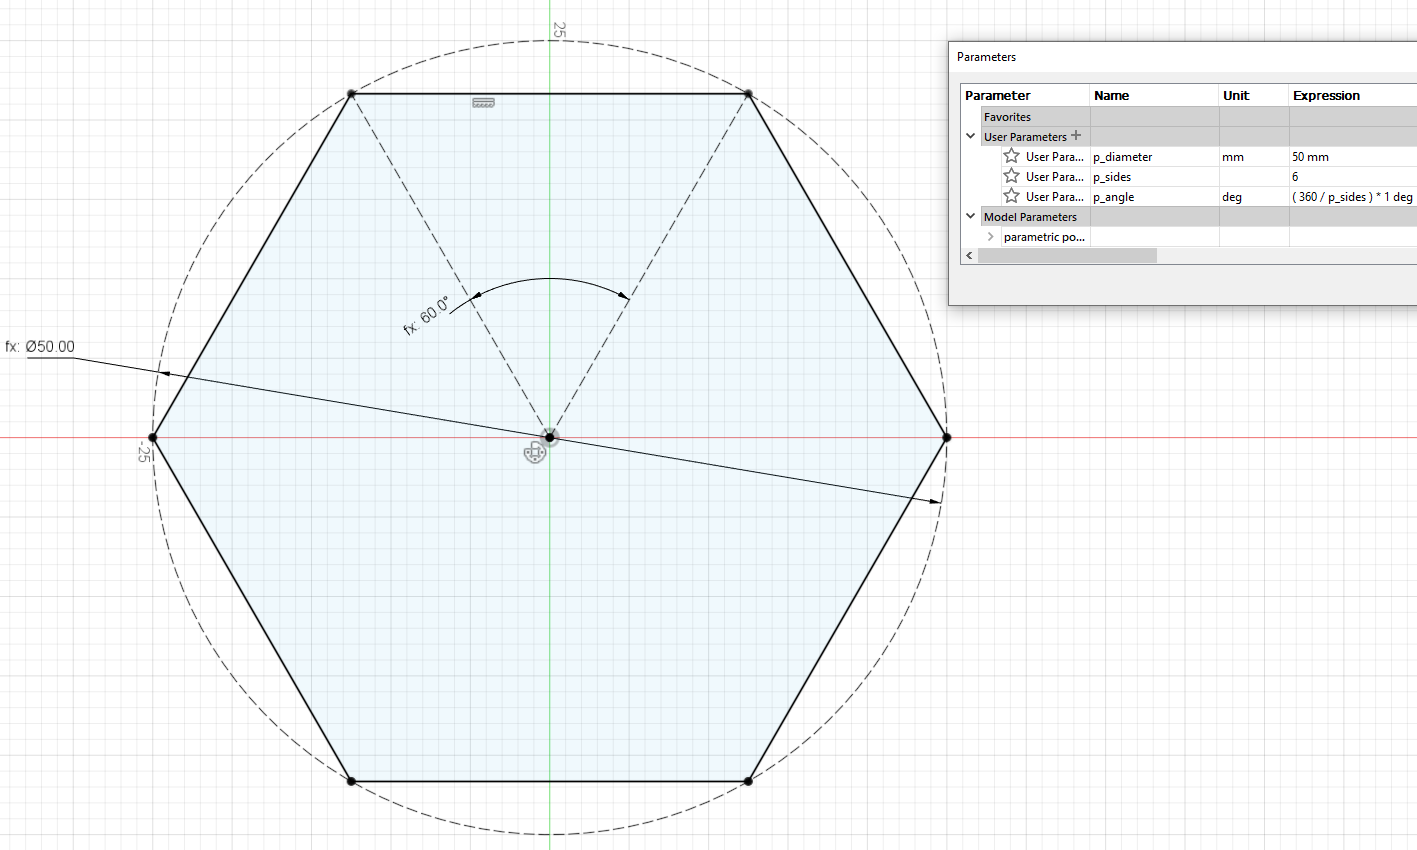 25
fx: 60.0°
fx: Ø50.00
-25
Parameters
Parameter Name Unit Expression
Favorites
User Parameters
User Para... p_diameter mm 50 mm
User Para... p_sides 6
User Para... p_angle deg ( 360 / p_sides ) * 1 deg
Model Parameters
parametric po...